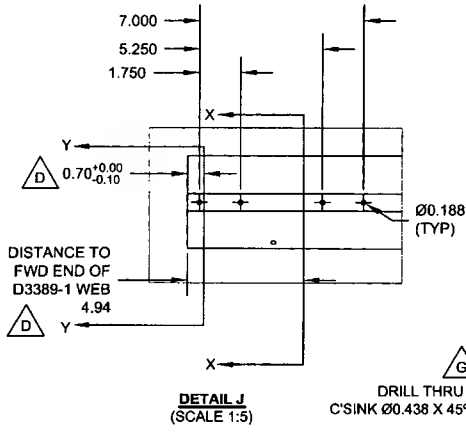 7.000
5.250
1.750
X
Y
D
0.70 +0.00 -0.10
Ø0.188
(TYP)
DISTANCE TO
FWD END OF
D3389-1 WEB
4.94
D
Y
X
G
DETAIL J
(SCALE 1:5)
DRILL THRU
C'SINK Ø0.438 X 45°